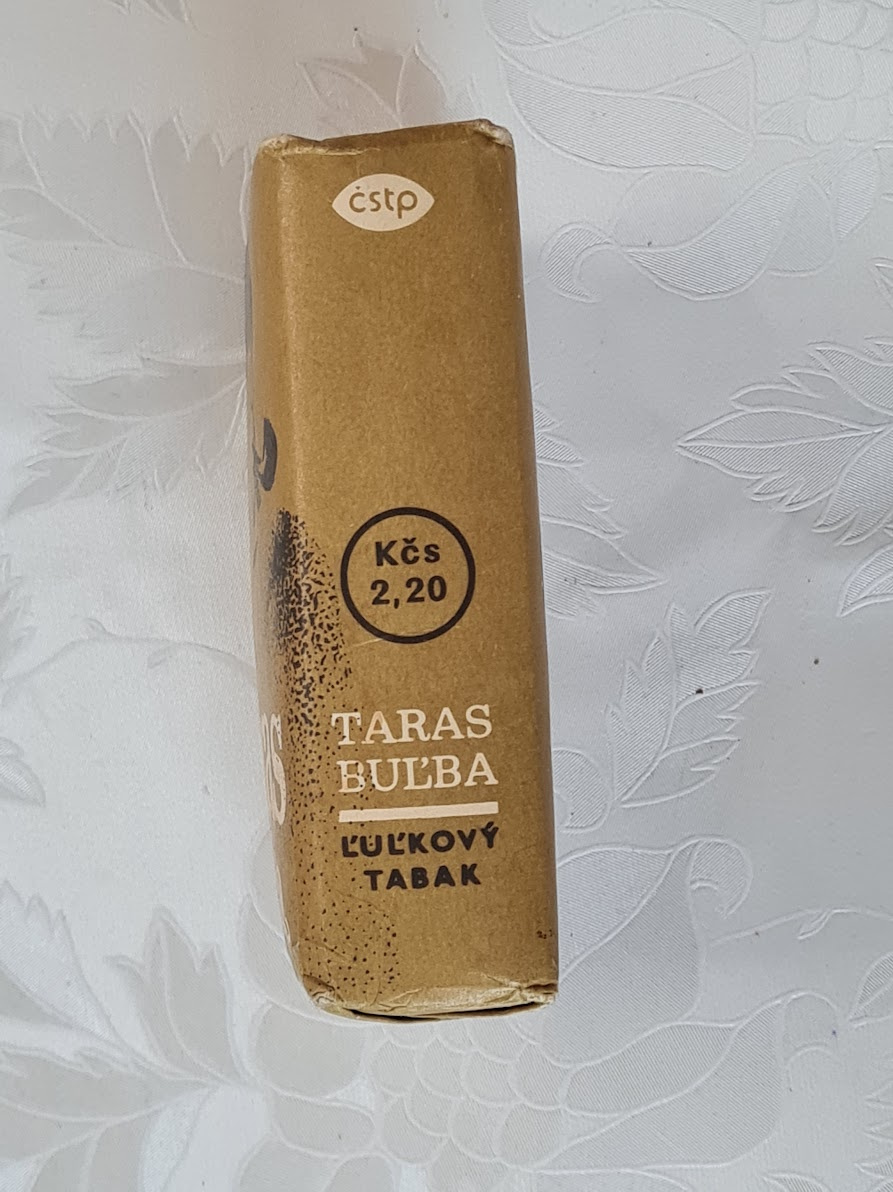 čstp
Kčs
2,20
TARAS
BUĽBA
ĽUĽKOVÝ
TABAK